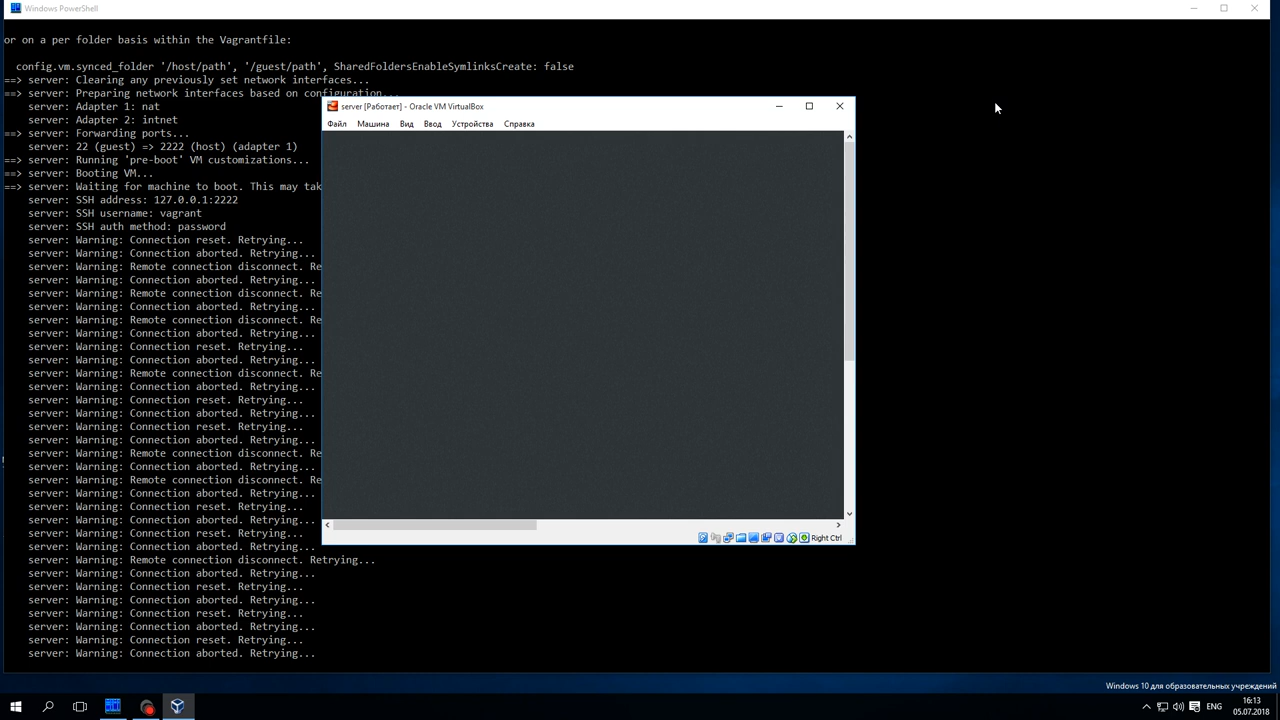 Windows PowerShell
or on a per folder basis within the Vagrantfile:
config.vm.synced_folder '/host/path', '/guest/path', SharedFoldersEnableSymlinksCreate: false
==> server: Clearing any previously set network interfaces...
==> server: Preparing network interfaces based on configuration...
server: Adapter 1: nat
server: Adapter 2: intnet
==> server: Forwarding ports...
server: 22 (guest) => 2222 (host) (adapter 1)
==> server: Running 'pre-boot' VM customizations...
==> server: Booting VM...
==> server: Waiting for machine to boot. This may tak
server: SSH address: 127.0.0.1:2222
server: SSH username: vagrant
server: SSH auth method: password
server: Warning: Connection reset. Retrying...
server: Warning: Connection aborted. Retrying...
server: Warning: Remote connection disconnect. Re
server: Warning: Connection aborted. Retrying...
server: Warning: Remote connection disconnect. Re
server: Warning: Connection aborted. Retrying...
server: Warning: Remote connection disconnect. Re
server: Warning: Connection aborted. Retrying...
server: Warning: Connection reset. Retrying...
server: Warning: Connection aborted. Retrying...
server: Warning: Remote connection disconnect. Re
server: Warning: Connection aborted. Retrying...
server: Warning: Connection reset. Retrying...
server: Warning: Connection aborted. Retrying...
server: Warning: Connection reset. Retrying...
server: Warning: Connection aborted. Retrying...
server: Warning: Remote connection disconnect. Re
server: Warning: Connection aborted. Retrying...
server: Warning: Remote connection disconnect. Re
server: Warning: Connection aborted. Retrying...
server: Warning: Connection reset. Retrying...
server: Warning: Connection aborted. Retrying...
server: Warning: Connection reset. Retrying...
server: Warning: Connection aborted. Retrying...
server: Warning: Remote connection disconnect. Retrying...
server: Warning: Connection aborted. Retrying...
server: Warning: Connection reset. Retrying...
server: Warning: Connection aborted. Retrying...
server: Warning: Connection reset. Retrying...
server: Warning: Connection aborted. Retrying...
server: Warning: Connection reset. Retrying...
server: Warning: Connection aborted. Retrying...
server [Работает] - Oracle VM VirtualBox
Файл Машина Вид Ввод Устройства Справка
Right Ctrl
Windows 10 для образовательных учреждений
ENG
16:13
05.07.2018